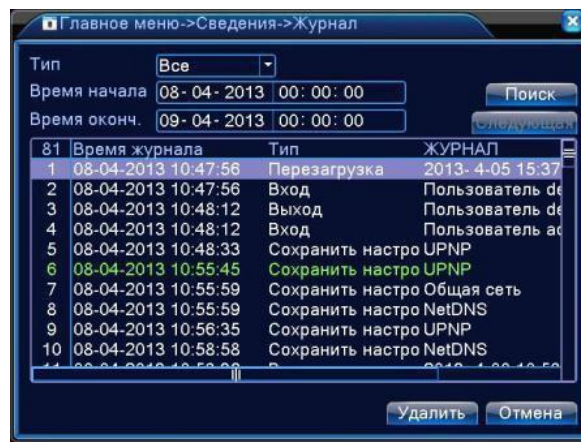 Главное меню->Сведения->Журнал
Тип Все
Время начала 08-04-2013 00:00:00 Поиск
Время оконч. 09-04-2013 00:00:00 Следующая
81 Время журнала Тип ЖУРНАЛ
1 08-04-2013 10:47:56 Перезагрузка 2013- 4-05 15:37
2 08-04-2013 10:47:56 Вход Пользователь de
3 08-04-2013 10:48:12 Выход Пользователь de
4 08-04-2013 10:48:12 Вход Пользователь ad
5 08-04-2013 10:48:33 Сохранить настро UPNP
6 08-04-2013 10:55:45 Сохранить настро UPNP
7 08-04-2013 10:55:59 Сохранить настро Общая сеть
8 08-04-2013 10:55:59 Сохранить настро NetDNS
9 08-04-2013 10:56:35 Сохранить настро UPNP
10 08-04-2013 10:58:58 Сохранить настро NetDNS
Удалить Отмена